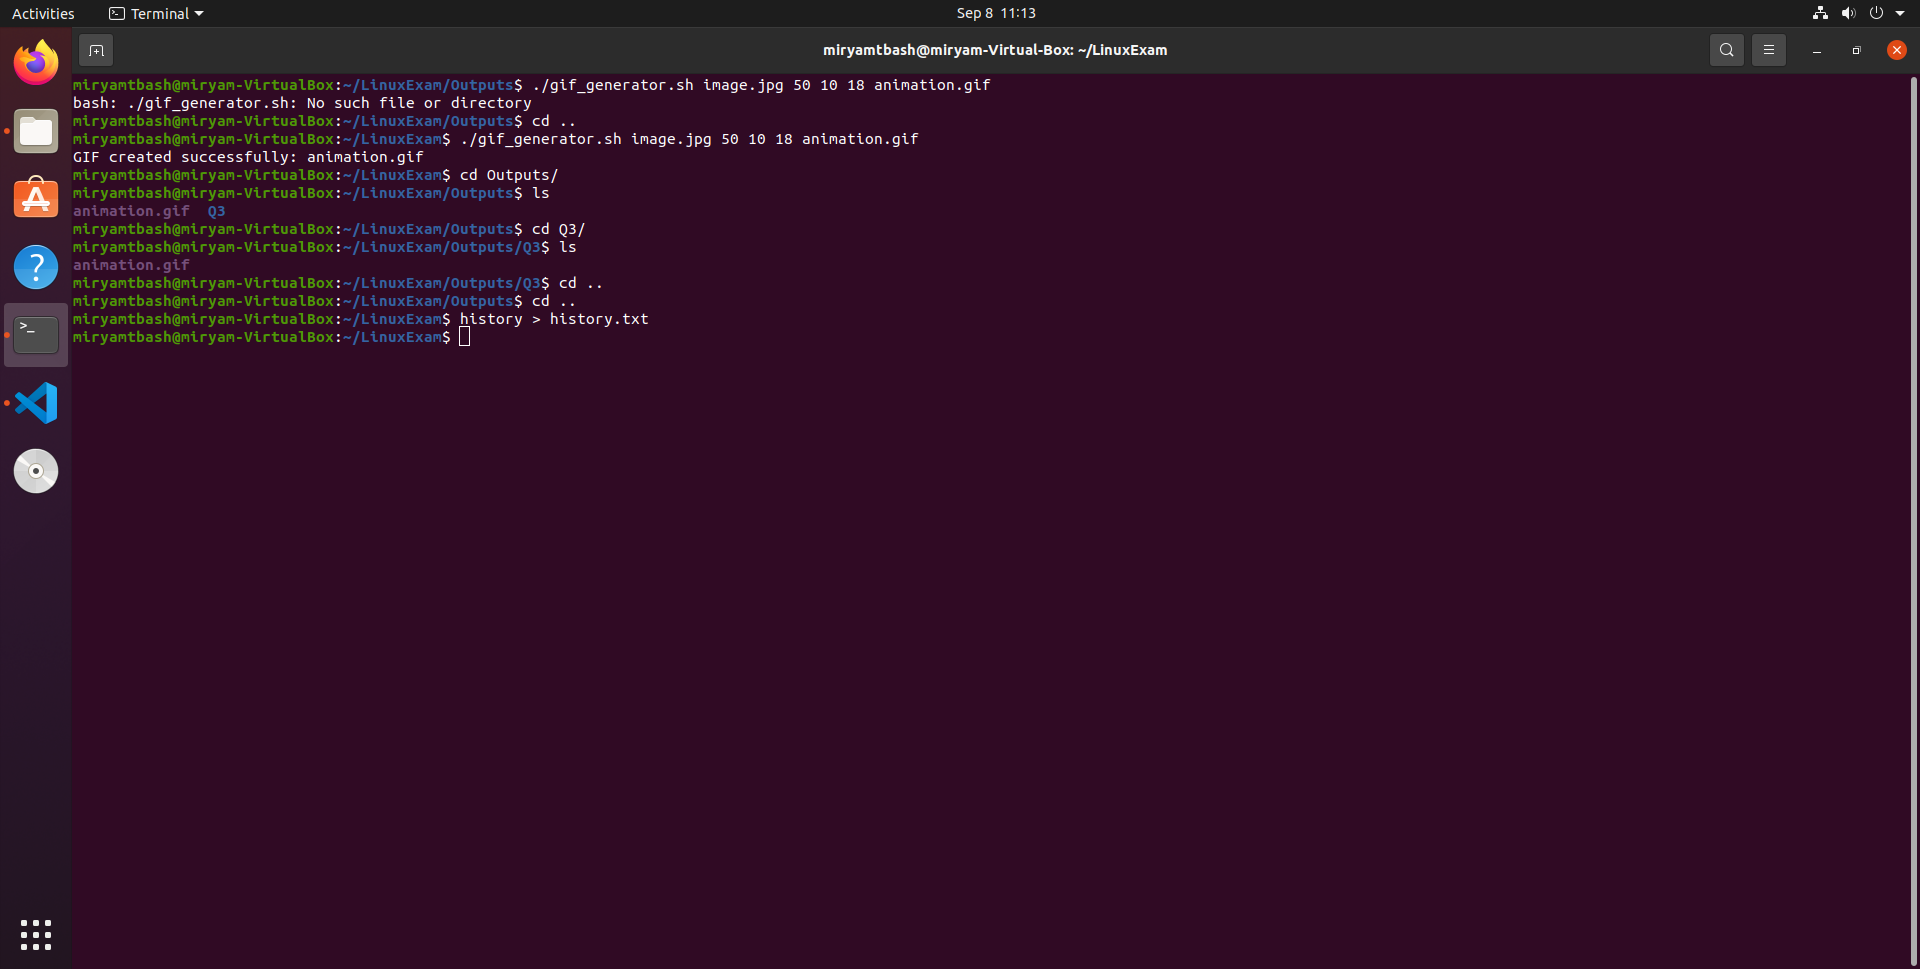 Activities Terminal Sep 8 11:13
miryamtbash@miryam-Virtual-Box: ~/LinuxExam
miryamtbash@miryam-VirtualBox:~/LinuxExam/Outputs$ ./gif_generator.sh image.jpg 50 10 18 animation.gif
bash: ./gif_generator.sh: No such file or directory
miryamtbash@miryam-VirtualBox:~/LinuxExam/Outputs$ cd ..
miryamtbash@miryam-VirtualBox:~/LinuxExam$ ./gif_generator.sh image.jpg 50 10 18 animation.gif
GIF created successfully: animation.gif
miryamtbash@miryam-VirtualBox:~/LinuxExam$ cd Outputs/
miryamtbash@miryam-VirtualBox:~/LinuxExam/Outputs$ ls
animation.gif Q3
miryamtbash@miryam-VirtualBox:~/LinuxExam/Outputs$ cd Q3/
miryamtbash@miryam-VirtualBox:~/LinuxExam/Outputs/Q3$ ls
animation.gif
miryamtbash@miryam-VirtualBox:~/LinuxExam/Outputs/Q3$ cd ..
miryamtbash@miryam-VirtualBox:~/LinuxExam/Outputs$ cd ..
miryamtbash@miryam-VirtualBox:~/LinuxExam$ history > history.txt
miryamtbash@miryam-VirtualBox:~/LinuxExam$